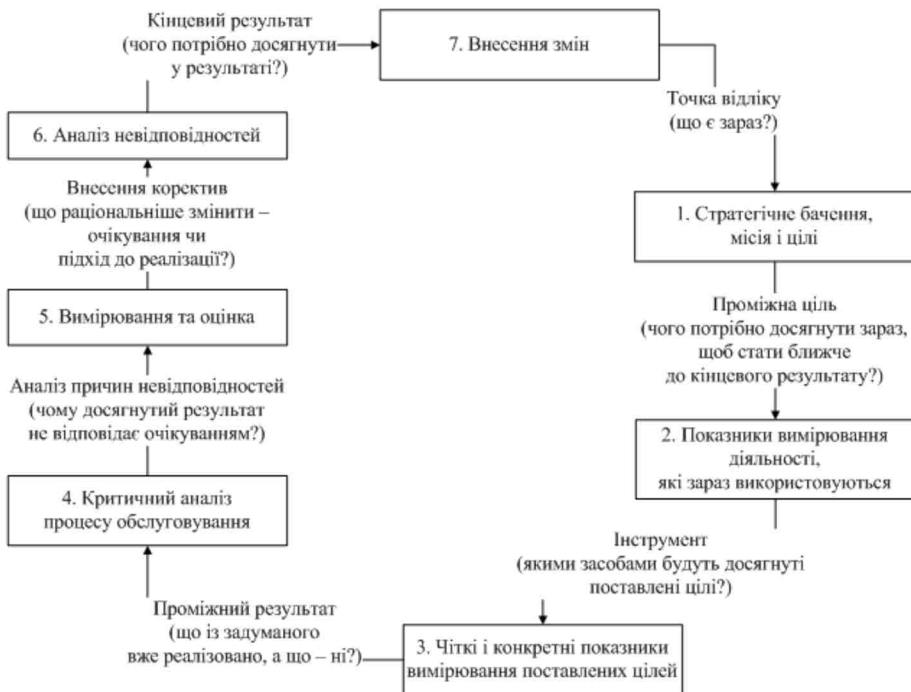 Кінцевий результат
(чого потрібно досягнути
у результаті?)
7. Внесення змін
Точка відліку
(що є зараз?)
1. Стратегічне бачення,
місія і цілі
Проміжна ціль
(чого потрібно досягнути зараз,
щоб стати ближче
до кінцевого результату?)
2. Показники вимірювання
діяльності,
які зараз використовуються
Інструмент
(якими засобами будуть досягнуті
поставлені цілі?)
3. Чіткі і конкретні показники
вимірювання поставлених цілей
Проміжний результат
(що із задуманого
вже реалізовано, а що – ні?)
4. Критичний аналіз
процесу обслуговування
Аналіз причин невідповідностей
(чому досягнутий результат
не відповідає очікуванням?)
5. Вимірювання та оцінка
Внесення коректив
(що раціональніше змінити –
очікування чи
підхід до реалізації?)
6. Аналіз невідповідностей